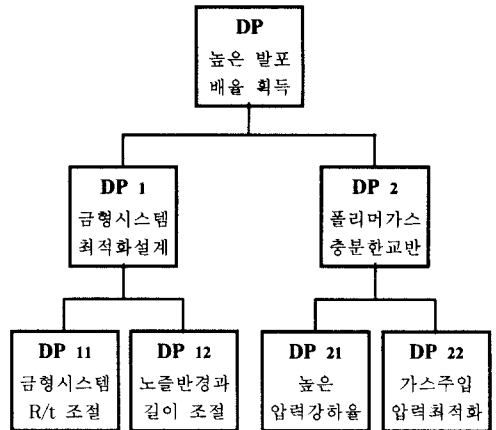 DP
높은 발포
배율 획득
DP 1
금형시스템
최적화설계
DP 2
폴리머가스
충분한교반
DP 11
금형시스템
R/t 조절
DP 12
노즐반경과
길이 조절
DP 21
높은
압력강하율
DP 22
가스주입
압력최적화